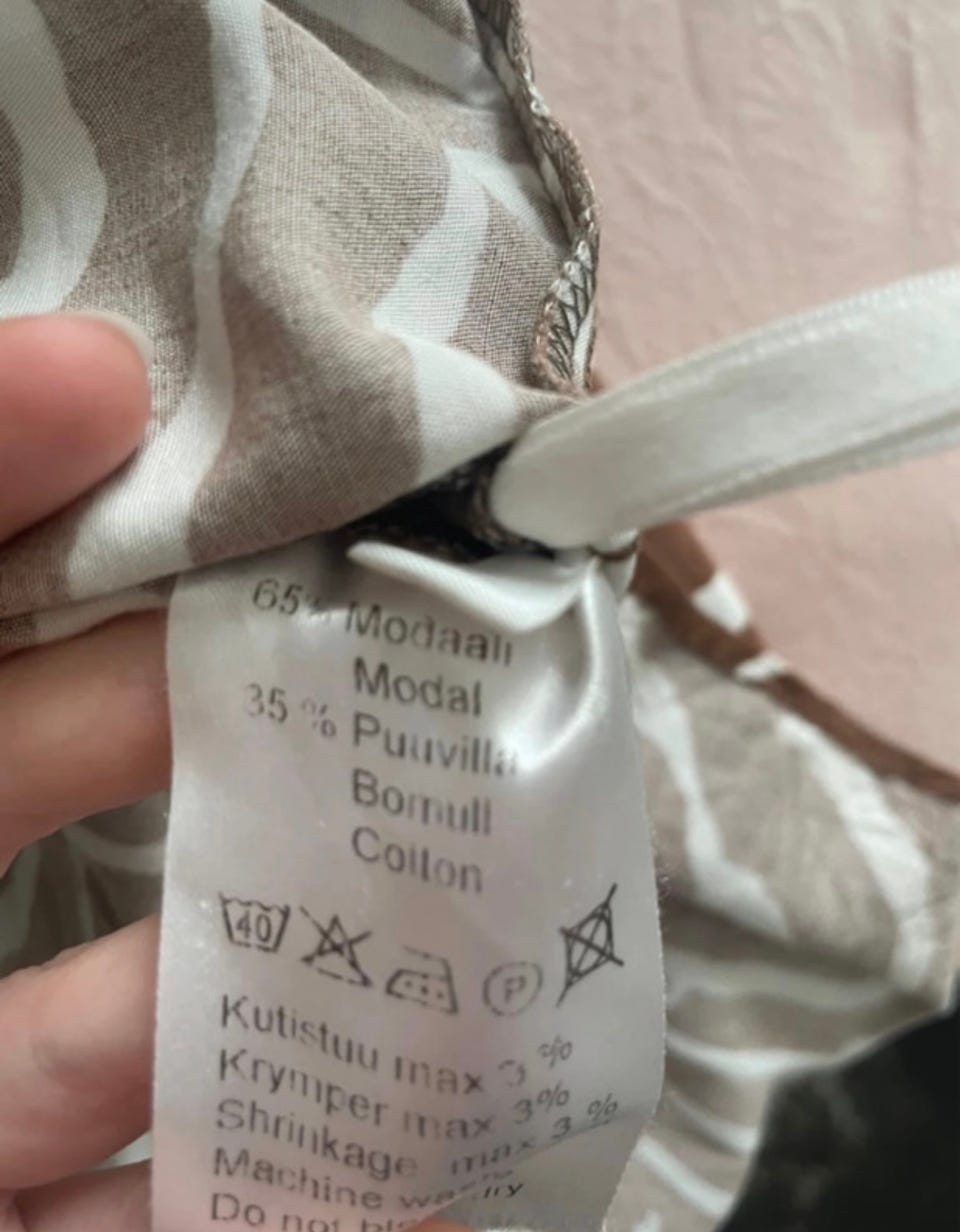 65% Modaali
Modal
35 % Puuvilla
Bomull
Cotton
40
P
Kutistuu max 3 %
Krymper max 3%
Shrinkage max 3 %
Machine
Do not